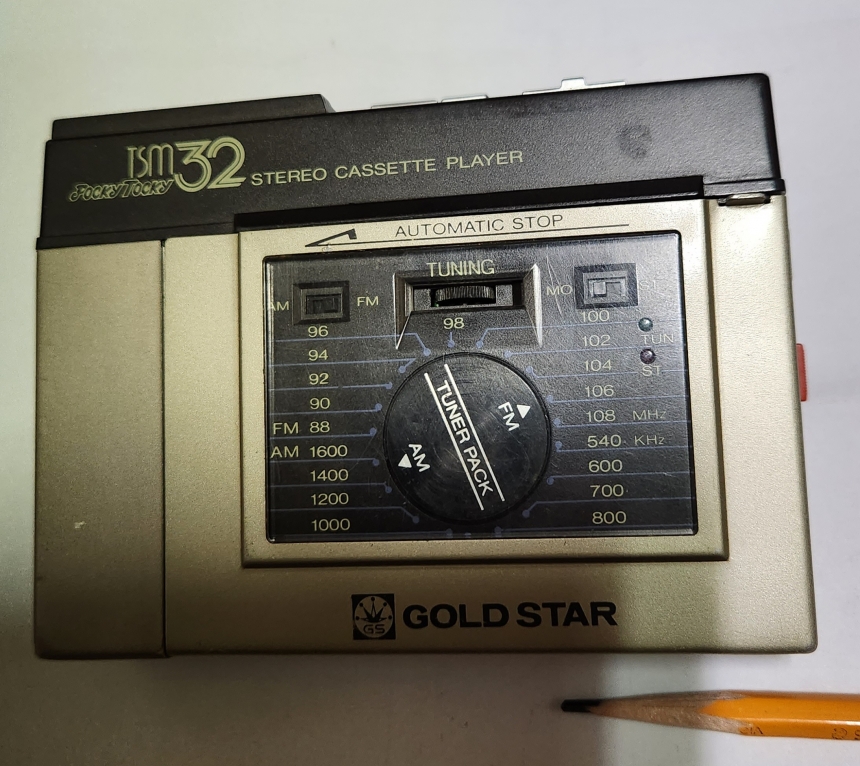 TSM 32
Pocky Tocky
STEREO CASSETTE PLAYER
AUTOMATIC STOP
TUNING
AM FM
MO ST
98
96 100
94 102
92 104
90 106
FM 88 108 MHz
AM 1600 540 KHz
1400 600
1200 700
1000 800
TUN
ST
FM
TUNER PACK
AM
GS GOLD STAR